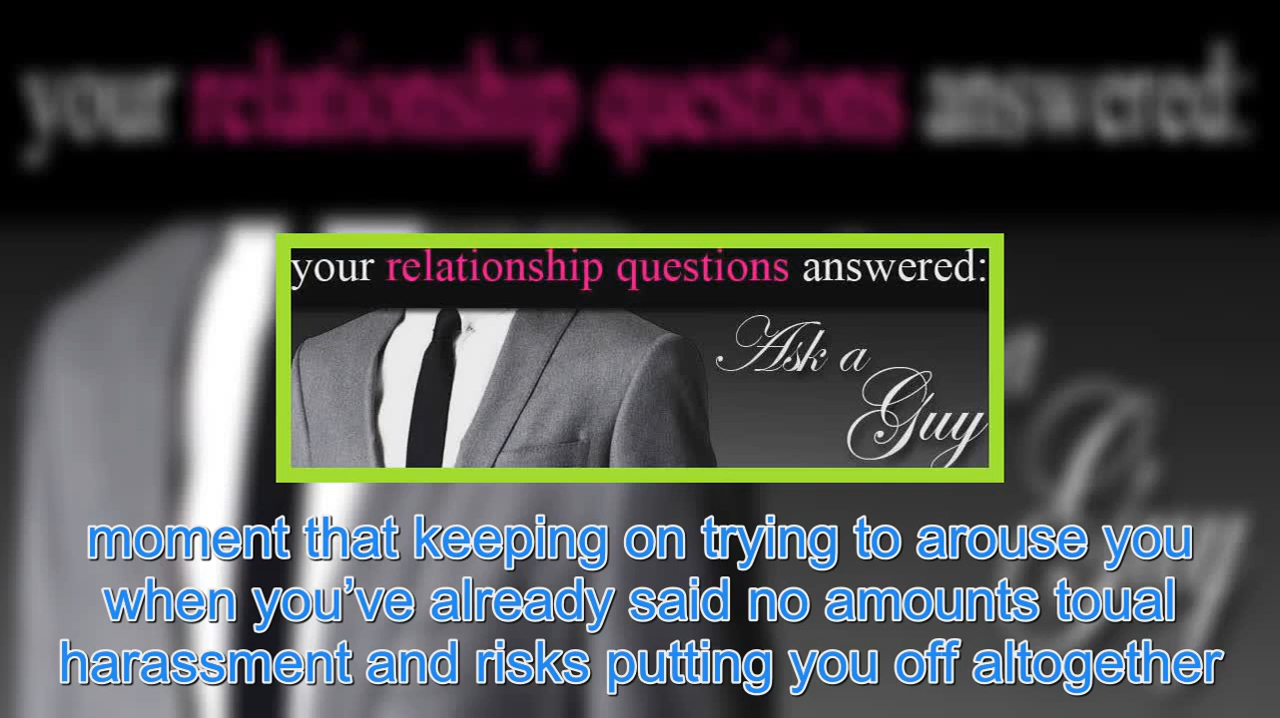 your relationship questions answered:
your relationship questions answered:
Ask a
Guy
moment that keeping on trying to arouse you
when you’ve already said no amounts toual
harassment and risks putting you off altogether